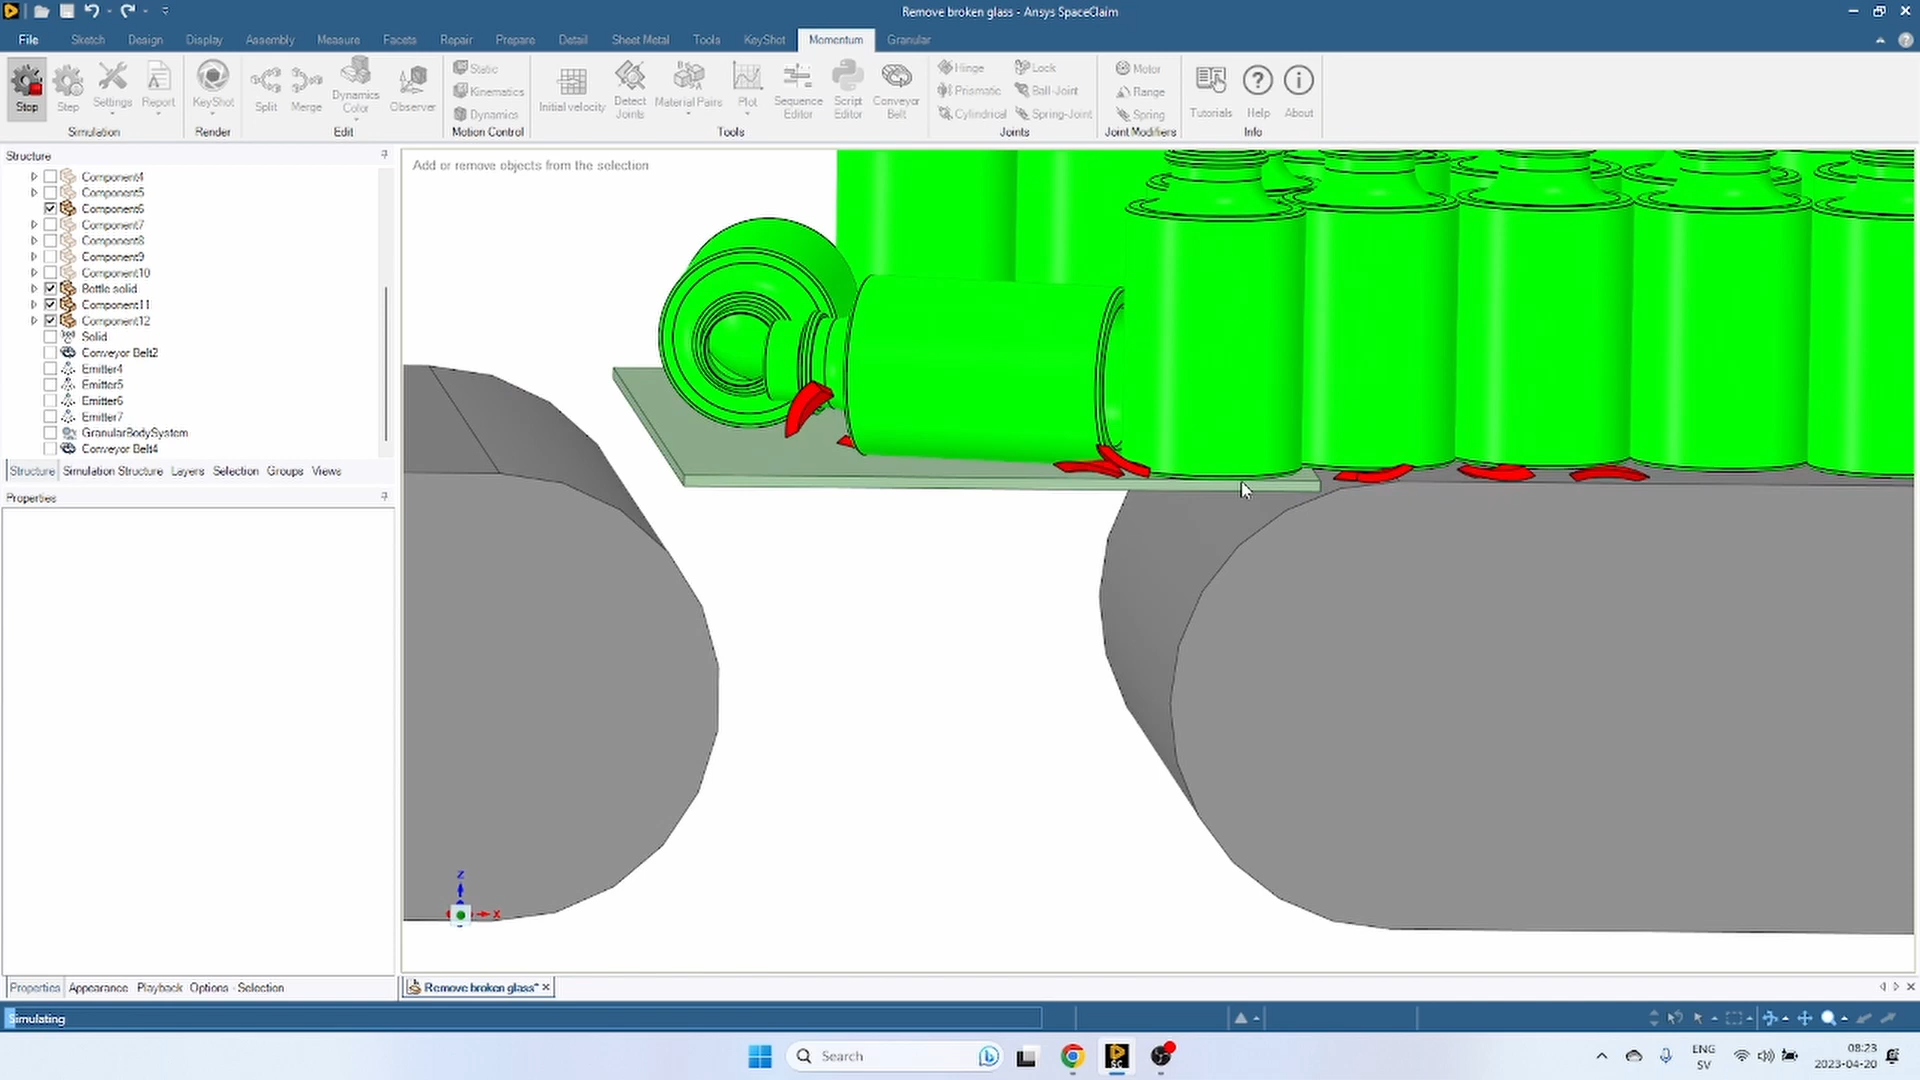 Remove broken glass - Ansys SpaceClaim
File Sketch Design Display Assembly Measure Facets Repair Prepare Detail Sheet Metal Tools KeyShot Momentum Granular
Stop Step Settings Report KeyShot Split Merge Dynamics Color Observer
Static
Kinematics
Dynamics
Initial velocity Detect Joints Material Pairs Plot Sequence Editor Script Editor Conveyor Belt
Hinge Lock
Prismatic Ball-Joint
Cylindrical Spring-Joint
Motor
Range
Spring
Tutorials Help About
Simulation Render Edit Motion Control Tools Joints Joint Modifiers Info
Structure
Component4
Component5
Component6
Component7
Component8
Component9
Component10
Bottle solid
Component11
Component12
Solid
Conveyor Belt2
Emitter4
Emitter5
Emitter6
Emitter7
GranularBodySystem
Conveyor Belt4
Structure Simulation Structure Layers Selection Groups Views
Properties
Add or remove objects from the selection
Z
X
Properties Appearance Playback Options - Selection
Remove broken glass*
Simulating
Search
SC
ENG
SV
08:23
2023-04-20